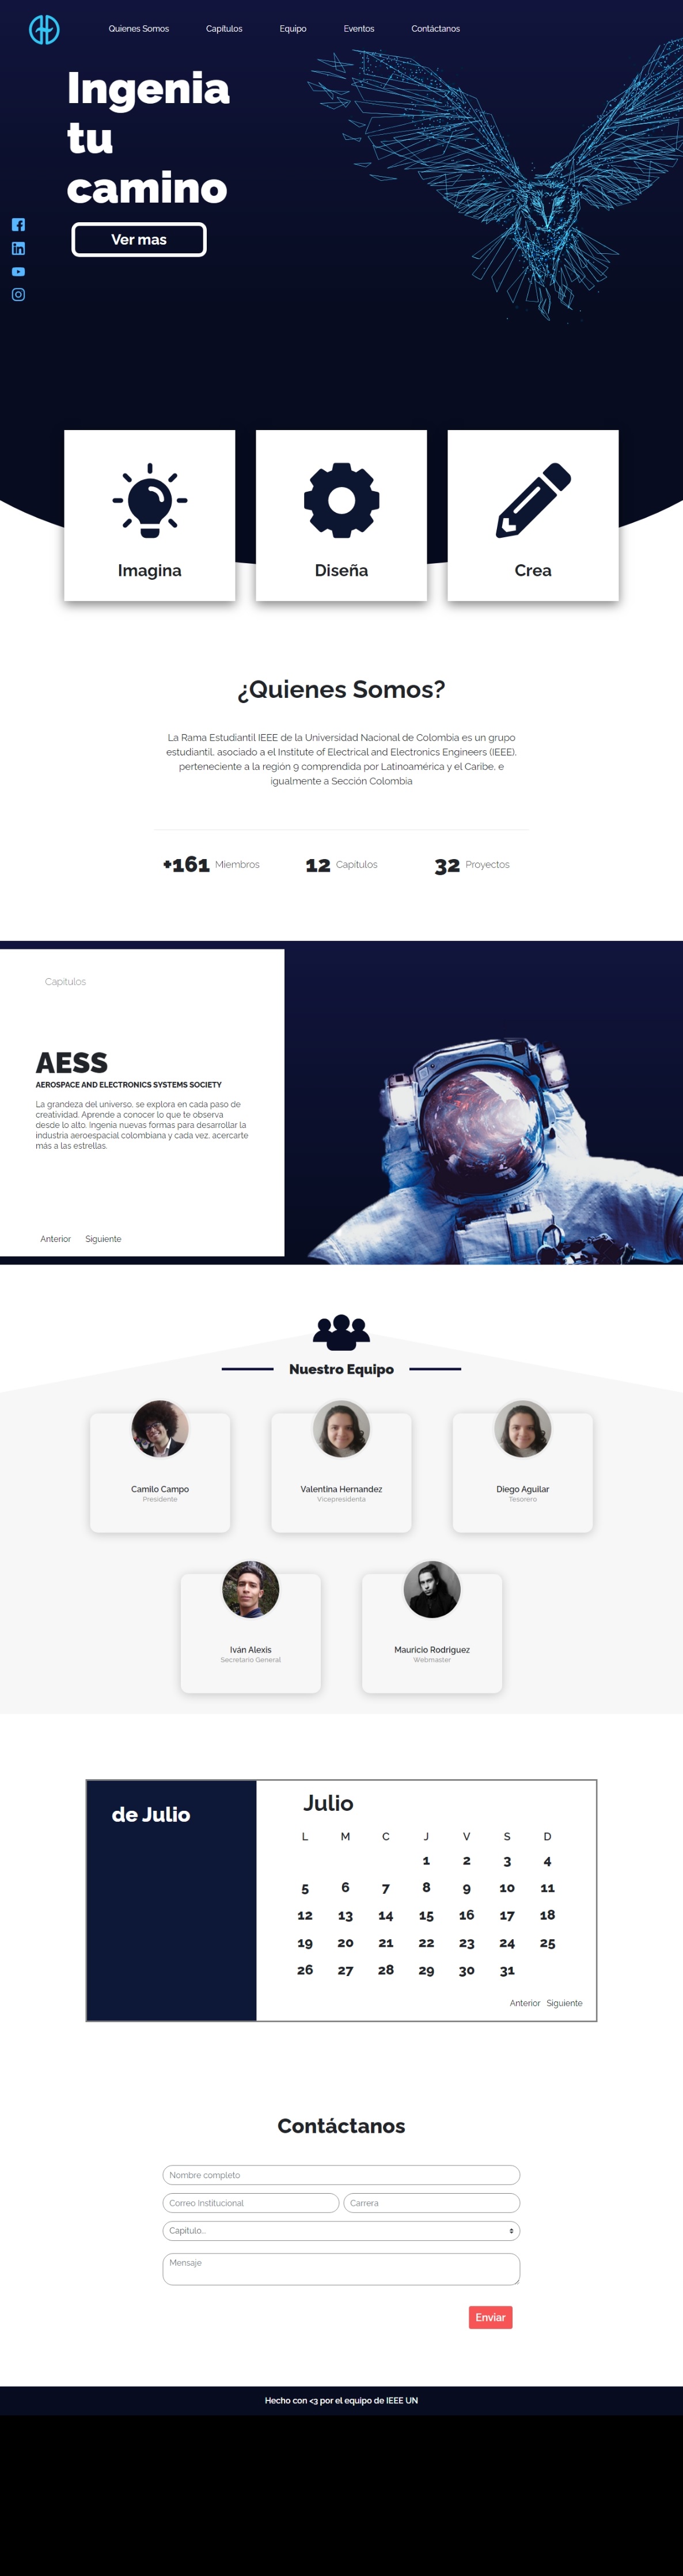 Quienes Somos
Capítulos
Equipo
Eventos
Contáctanos
Ingenia
tu
camino
Ver mas
Imagina
Diseña
Crea
¿Quienes Somos?
La Rama Estudiantil IEEE de la Universidad Nacional de Colombia es un grupo
estudiantil, asociado a el Institute of Electrical and Electronics Engineers (IEEE),
perteneciente a la región 9 comprendida por Latinoamérica y el Caribe, e
igualmente a Sección Colombia
+161 Miembros
12 Capítulos
32 Proyectos
Capítulos
AESS
AEROSPACE AND ELECTRONICS SYSTEMS SOCIETY
La grandeza del universo, se explora en cada paso de
creatividad. Aprende a conocer lo que te observa
desde lo alto. Ingenia nuevas formas para desarrollar la
industria aeroespacial colombiana y cada vez, acercarte
más a las estrellas.
Anterior Siguiente
Nuestro Equipo
Camilo Campo
Presidente
Valentina Hernandez
Vicepresidenta
Diego Aguilar
Tesorero
Iván Alexis
Secretario General
Mauricio Rodriguez
Webmaster
de Julio
Julio
L M C J V S D
1 2 3 4
5 6 7 8 9 10 11
12 13 14 15 16 17 18
19 20 21 22 23 24 25
26 27 28 29 30 31
Anterior Siguiente
Contáctanos
Nombre completo
Correo Institucional
Carrera
Capitulo...
Mensaje
Enviar
Hecho con <3 por el equipo de IEEE UN